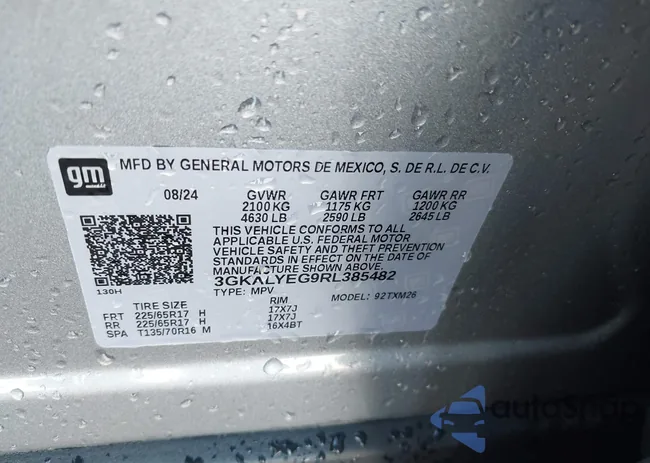 gm
MFD BY GENERAL MOTORS DE MEXICO, S. DE R.L. DE C.V.
08/24 GVWR GAWR FRT GAWR RR
2100 KG 1175 KG 1200 KG
4630 LB 2590 LB 2645 LB
THIS VEHICLE CONFORMS TO ALL
APPLICABLE U.S. FEDERAL MOTOR
VEHICLE SAFETY AND THEFT PREVENTION
STANDARDS IN EFFECT ON THE DATE OF
MANUFACTURE SHOWN ABOVE.
3GKALYEG9RL385482
130H TYPE: MPV MODEL: 92TXM26
TIRE SIZE RIM
FRT 225/65R17 H 17X7J
RR 225/65R17 H 17X7J
SPA T135/70R16 M 16X4BT
autoShop